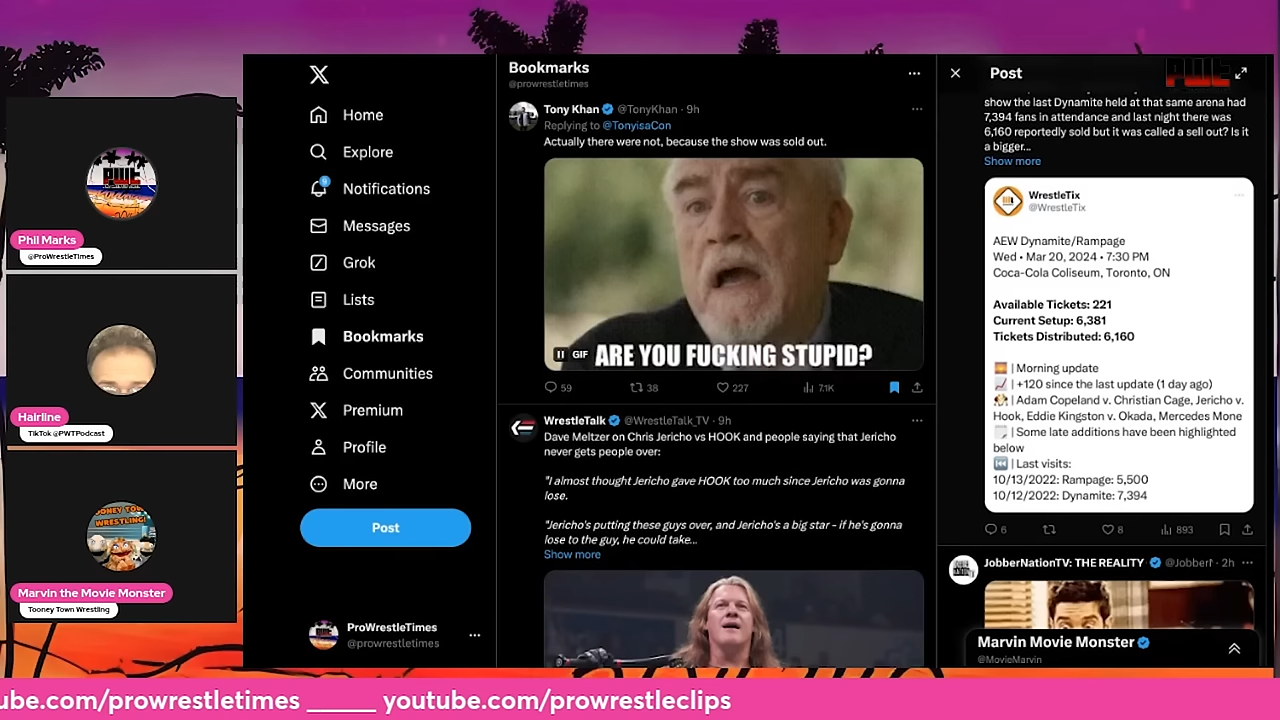 PWT
Phil Marks
@ProWrestleTimes
Hairline
TikTok @PWTPodcast
TOONEY TOWN
WRESTLING!
Marvin the Movie Monster
Tooney Town Wrestling
Home
Explore
9
Notifications
Messages
Grok
Lists
Bookmarks
Communities
Premium
Profile
More
Post
ProWrestleTimes
@prowrestletimes
Bookmarks
@prowrestletimes
Tony Khan @TonyKhan · 9h
Replying to @TonyisaCon
Actually there were not, because the show was sold out.
GIF
ARE YOU FUCKING STUPID?
59 38 227 7.1K
WrestleTalk @WrestleTalk_TV · 9h
Dave Meltzer on Chris Jericho vs HOOK and people saying that Jericho
never gets people over:
"I almost thought Jericho gave HOOK too much since Jericho was gonna
lose.
"Jericho's putting these guys over, and Jericho's a big star - if he's gonna
lose to the guy, he could take...
Show more
Post
PWT
show the last Dynamite held at that same arena had
7,394 fans in attendance and last night there was
6,160 reportedly sold but it was called a sell out? Is it
a bigger...
Show more
WrestleTix
@WrestleTix
AEW Dynamite/Rampage
Wed • Mar 20, 2024 • 7:30 PM
Coca-Cola Coliseum, Toronto, ON
Available Tickets: 221
Current Setup: 6,381
Tickets Distributed: 6,160
| Morning update
| +120 since the last update (1 day ago)
| Adam Copeland v. Christian Cage, Jericho v.
Hook, Eddie Kingston v. Okada, Mercedes Mone
| Some late additions have been highlighted
below
| Last visits:
10/13/2022: Rampage: 5,500
10/12/2022: Dynamite: 7,394
6 8 893
JobberNationTV: THE REALITY @Jobberf · 2h
Marvin Movie Monster
@MovieMarvin
ube.com/prowrestletimes ______ youtube.com/prowrestleclips